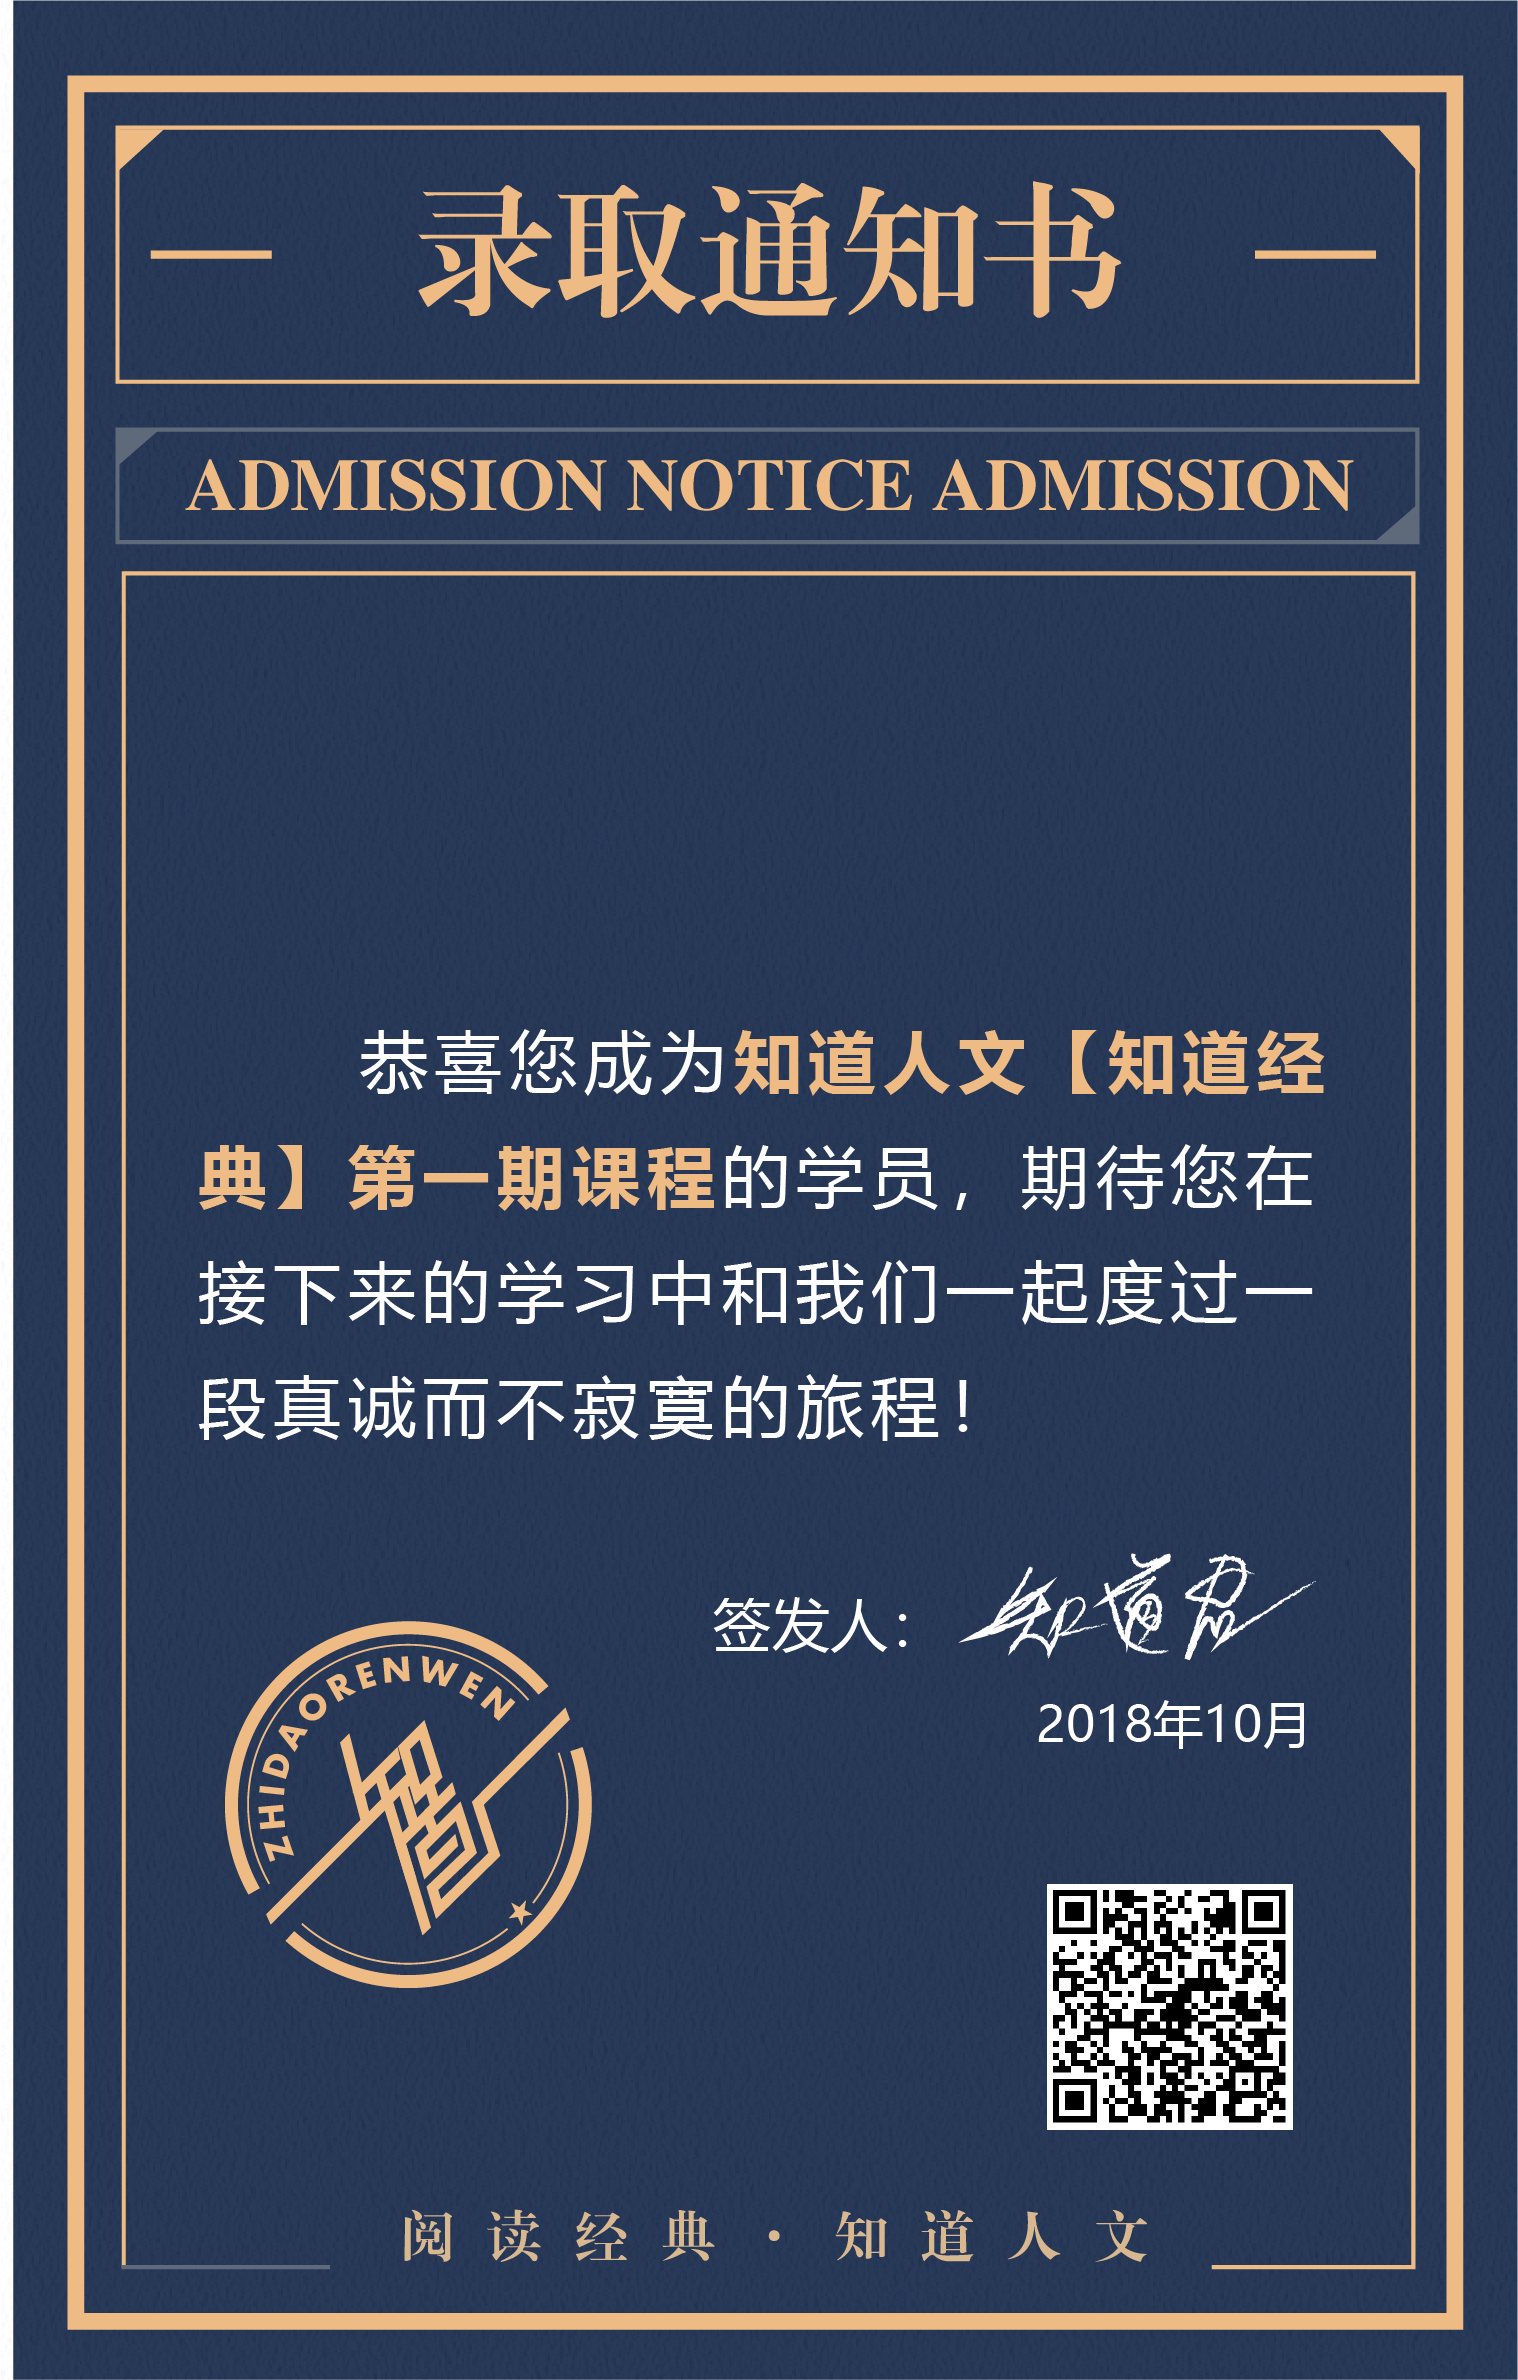 录取通知书
ADMISSION NOTICE ADMISSION
恭喜您成为知道人文【知道经
典】第一期课程的学员，期待您在
接下来的学习中和我们一起度过一
段真诚而不寂寞的旅程！
签发人：知道君
2018年10月
ZHIDAORENWEN
阅读经典·知道人文